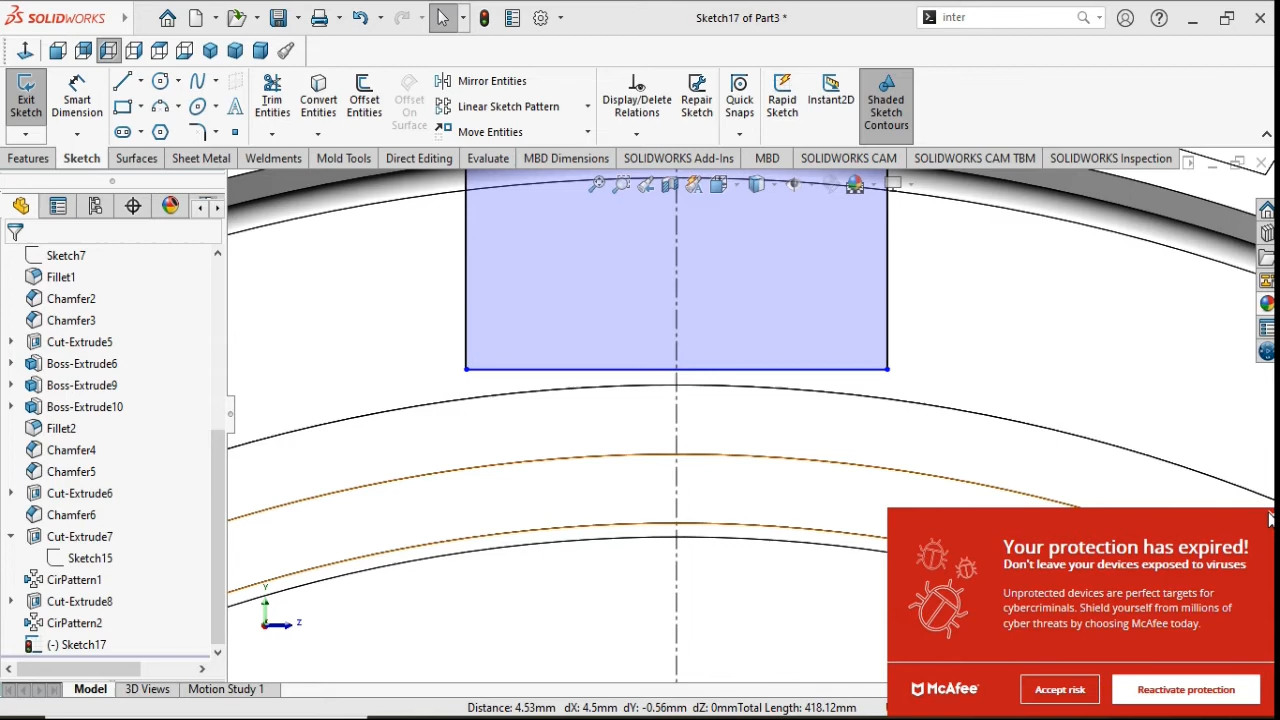 SOLIDWORKS
Sketch17 of Part3 *
inter
Exit
Sketch
Smart
Dimension
Trim
Entities
Convert
Entities
Offset
Entities
Offset
On
Surface
Mirror Entities
Linear Sketch Pattern
Move Entities
Display/Delete
Relations
Repair
Sketch
Quick
Snaps
Rapid
Sketch
Instant2D
Shaded
Sketch
Contours
Features
Sketch
Surfaces
Sheet Metal
Weldments
Mold Tools
Direct Editing
Evaluate
MBD Dimensions
SOLIDWORKS Add-Ins
MBD
SOLIDWORKS CAM
SOLIDWORKS CAM TBM
SOLIDWORKS Inspection
Sketch7
Fillet1
Chamfer2
Chamfer3
Cut-Extrude5
Boss-Extrude6
Boss-Extrude9
Boss-Extrude10
Fillet2
Chamfer4
Chamfer5
Cut-Extrude6
Chamfer6
Cut-Extrude7
Sketch15
CirPattern1
Cut-Extrude8
CirPattern2
(-) Sketch17
Y
Z
Your protection has expired!
Don't leave your devices exposed to viruses
Unprotected devices are perfect targets for
cybercriminals. Shield yourself from millions of
cyber threats by choosing McAfee today.
McAfee
Accept risk
Reactivate protection
Model
3D Views
Motion Study 1
Distance: 4.53mm dX: 4.5mm dY: -0.56mm dZ: 0mmTotal Length: 418.12mm